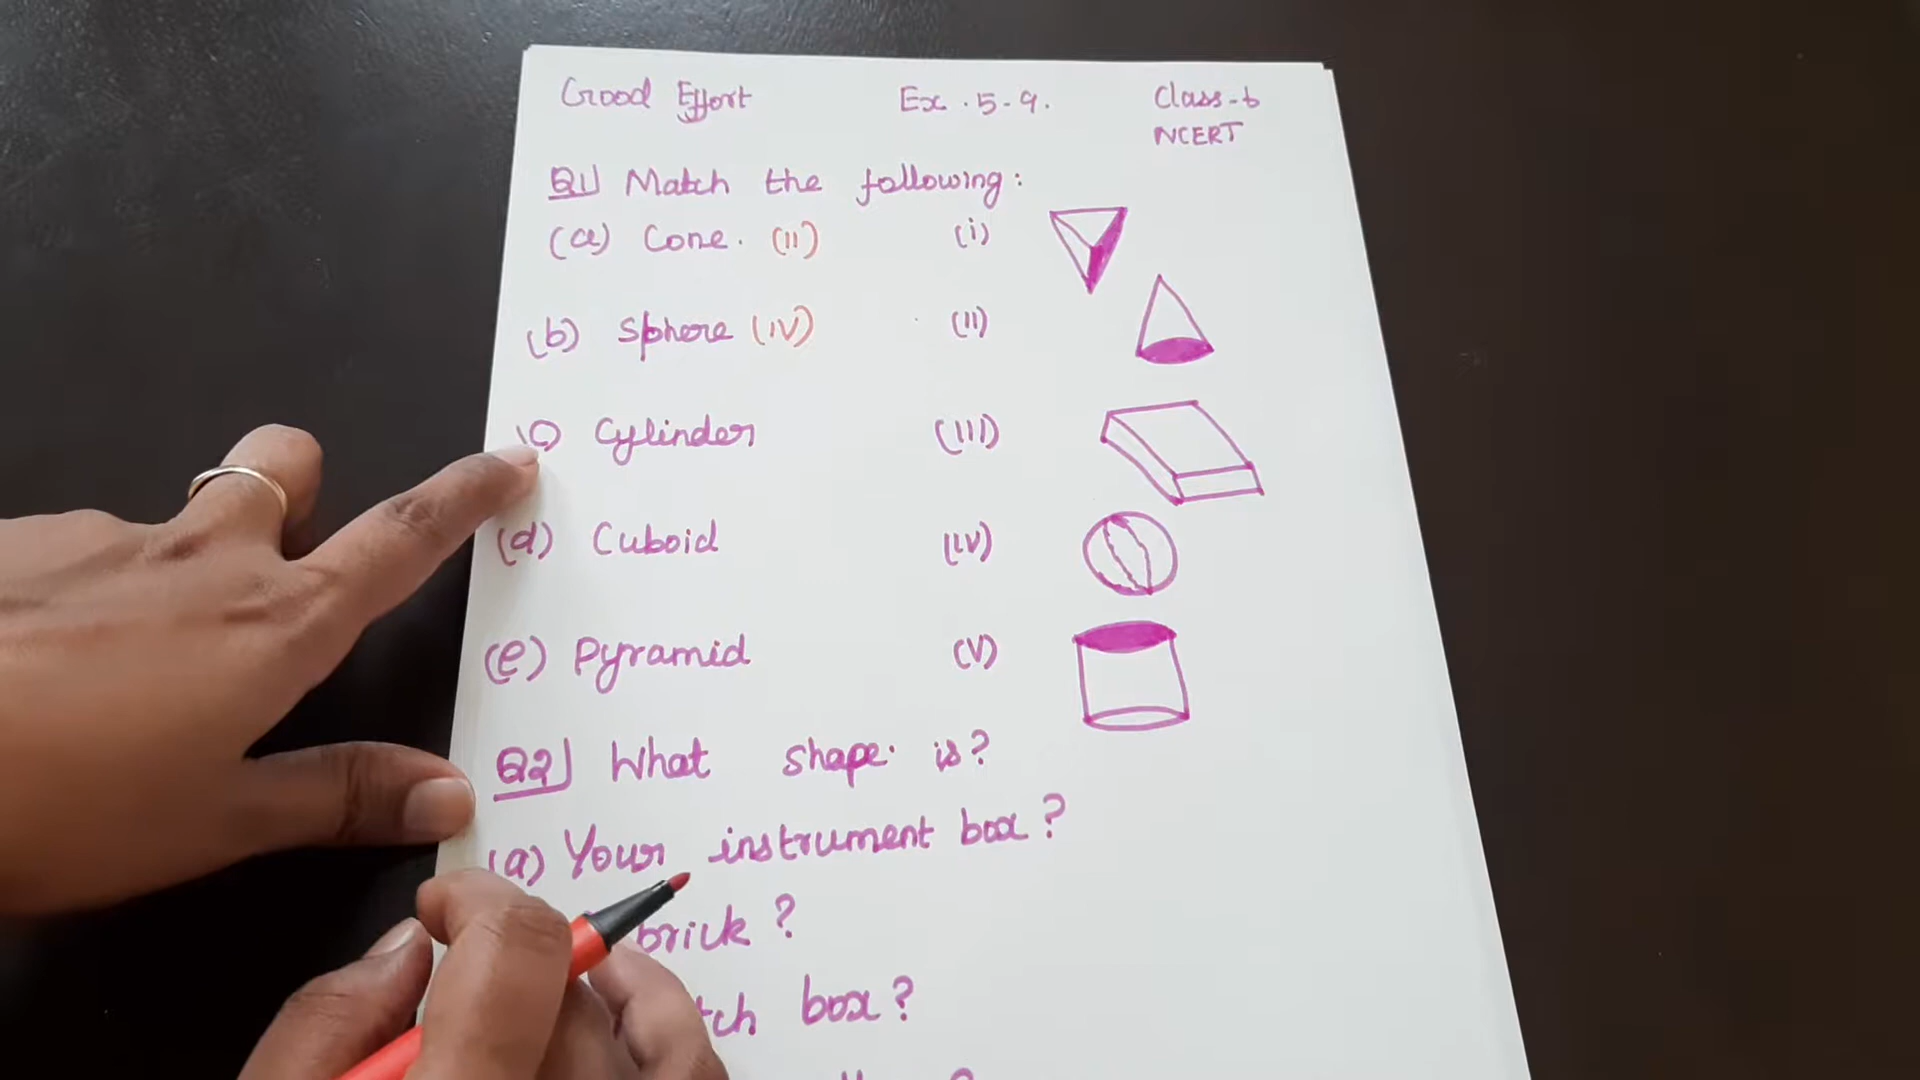 Good Effort Ex. 5.9. Class-6
NCERT
Q1 Match the following:
(a) Cone. (II) (i)
(b) Sphere (IV) (II)
(c) Cylinder (III)
(d) Cuboid (IV)
(e) Pyramid (V)
Q2 What shape is?
(a) Your instrument box?
brick?
box?